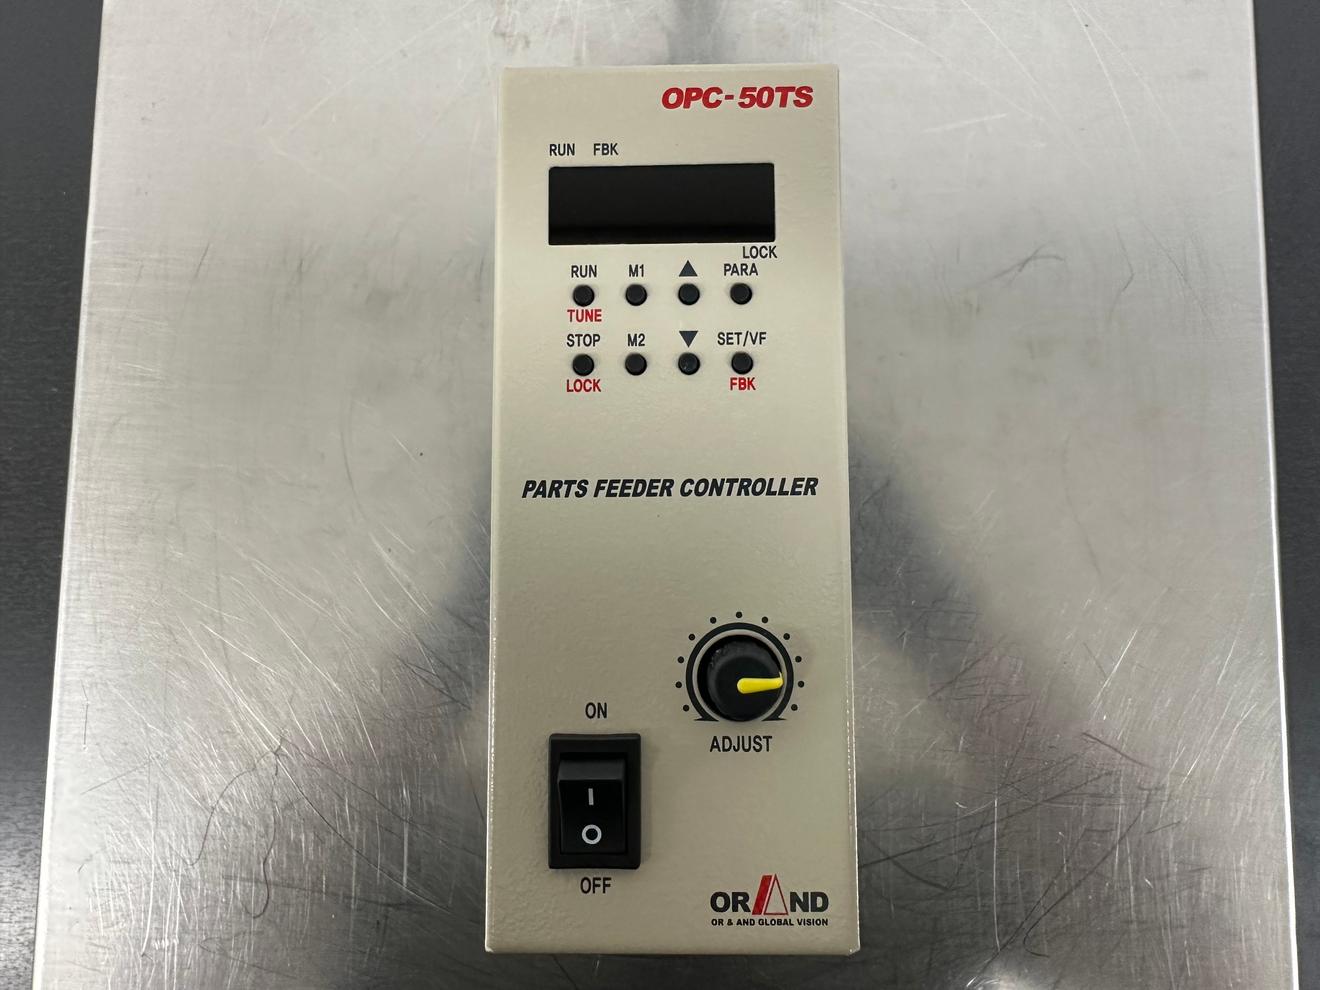 OPC-50TS
RUN FBK
LOCK
RUN M1 ▲ PARA
TUNE
STOP M2 ▼ SET/VF
LOCK FBK
PARTS FEEDER CONTROLLER
ON
ADJUST
I
O
OFF
ORAND
OR & AND GLOBAL VISION